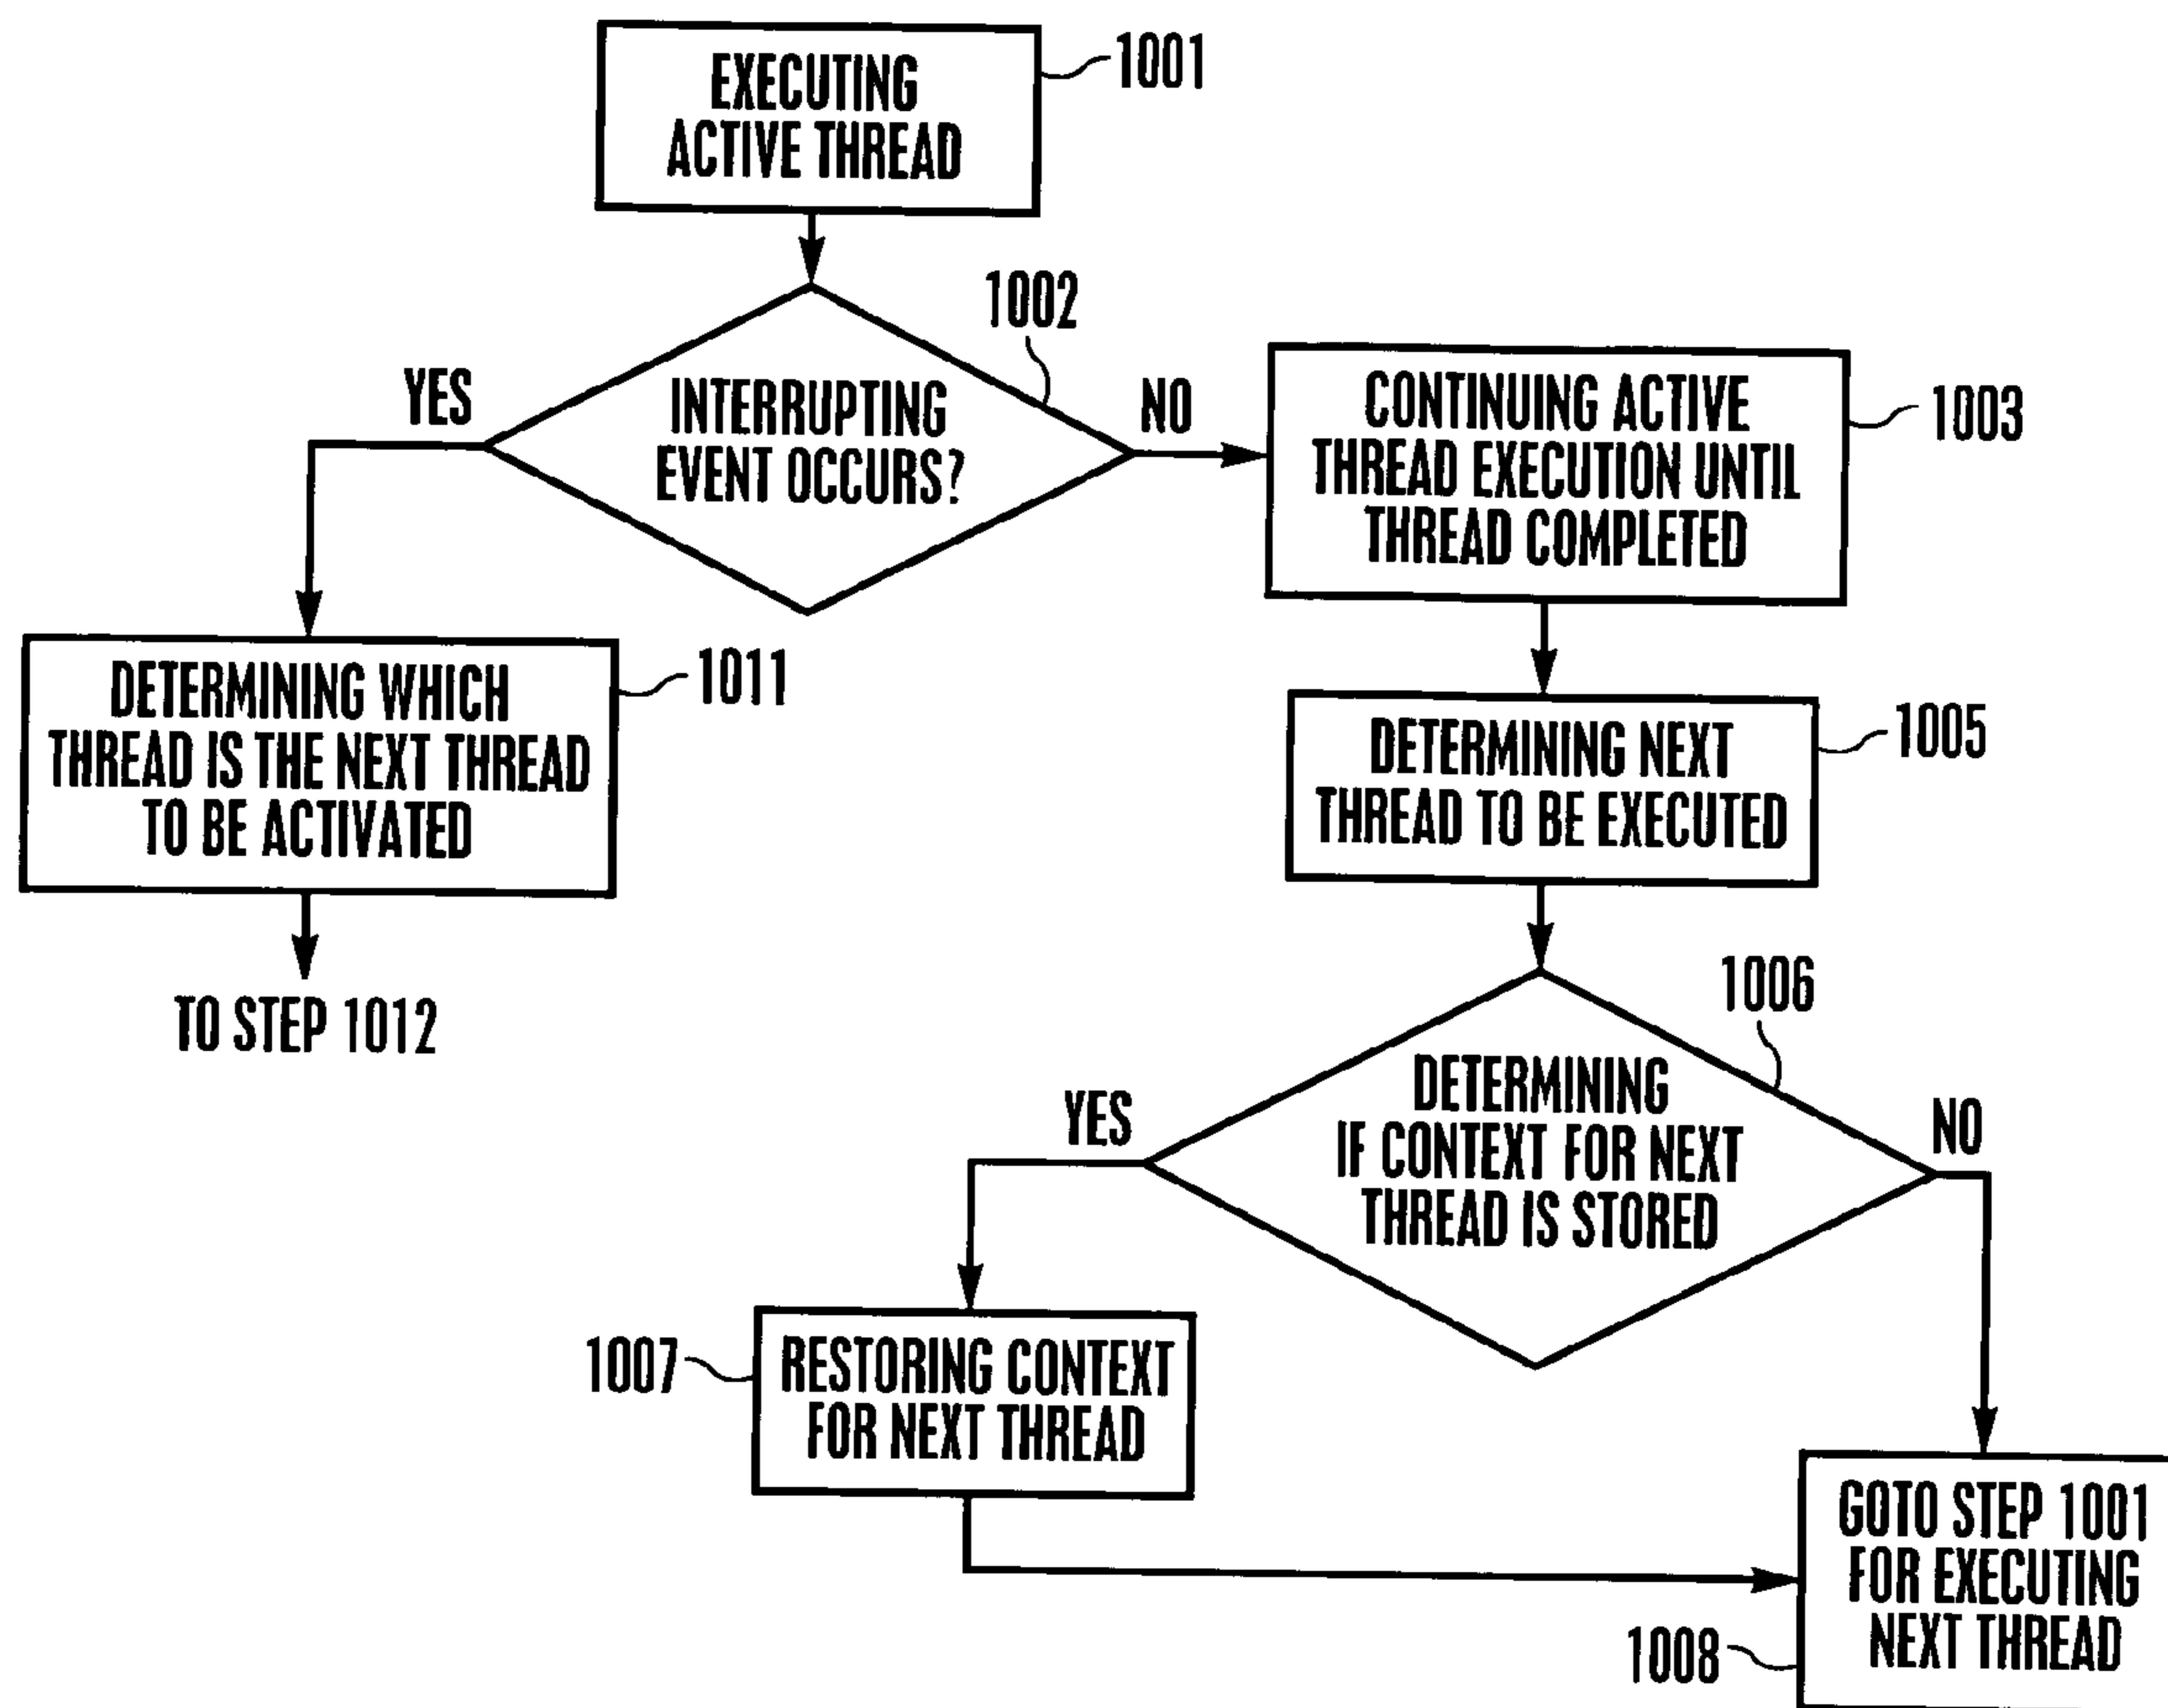 EXECUTING
ACTIVE THREAD
1001
1002
INTERRUPTING
EVENT OCCURS?
YES
NO
CONTINUING ACTIVE
THREAD EXECUTION UNTIL
THREAD COMPLETED
1003
DETERMINING WHICH
THREAD IS THE NEXT THREAD
TO BE ACTIVATED
1011
TO STEP 1012
DETERMINING NEXT
THREAD TO BE EXECUTED
1005
1006
DETERMINING
IF CONTEXT FOR NEXT
THREAD IS STORED
YES
NO
1007
RESTORING CONTEXT
FOR NEXT THREAD
GOTO STEP 1001
FOR EXECUTING
NEXT THREAD
1008